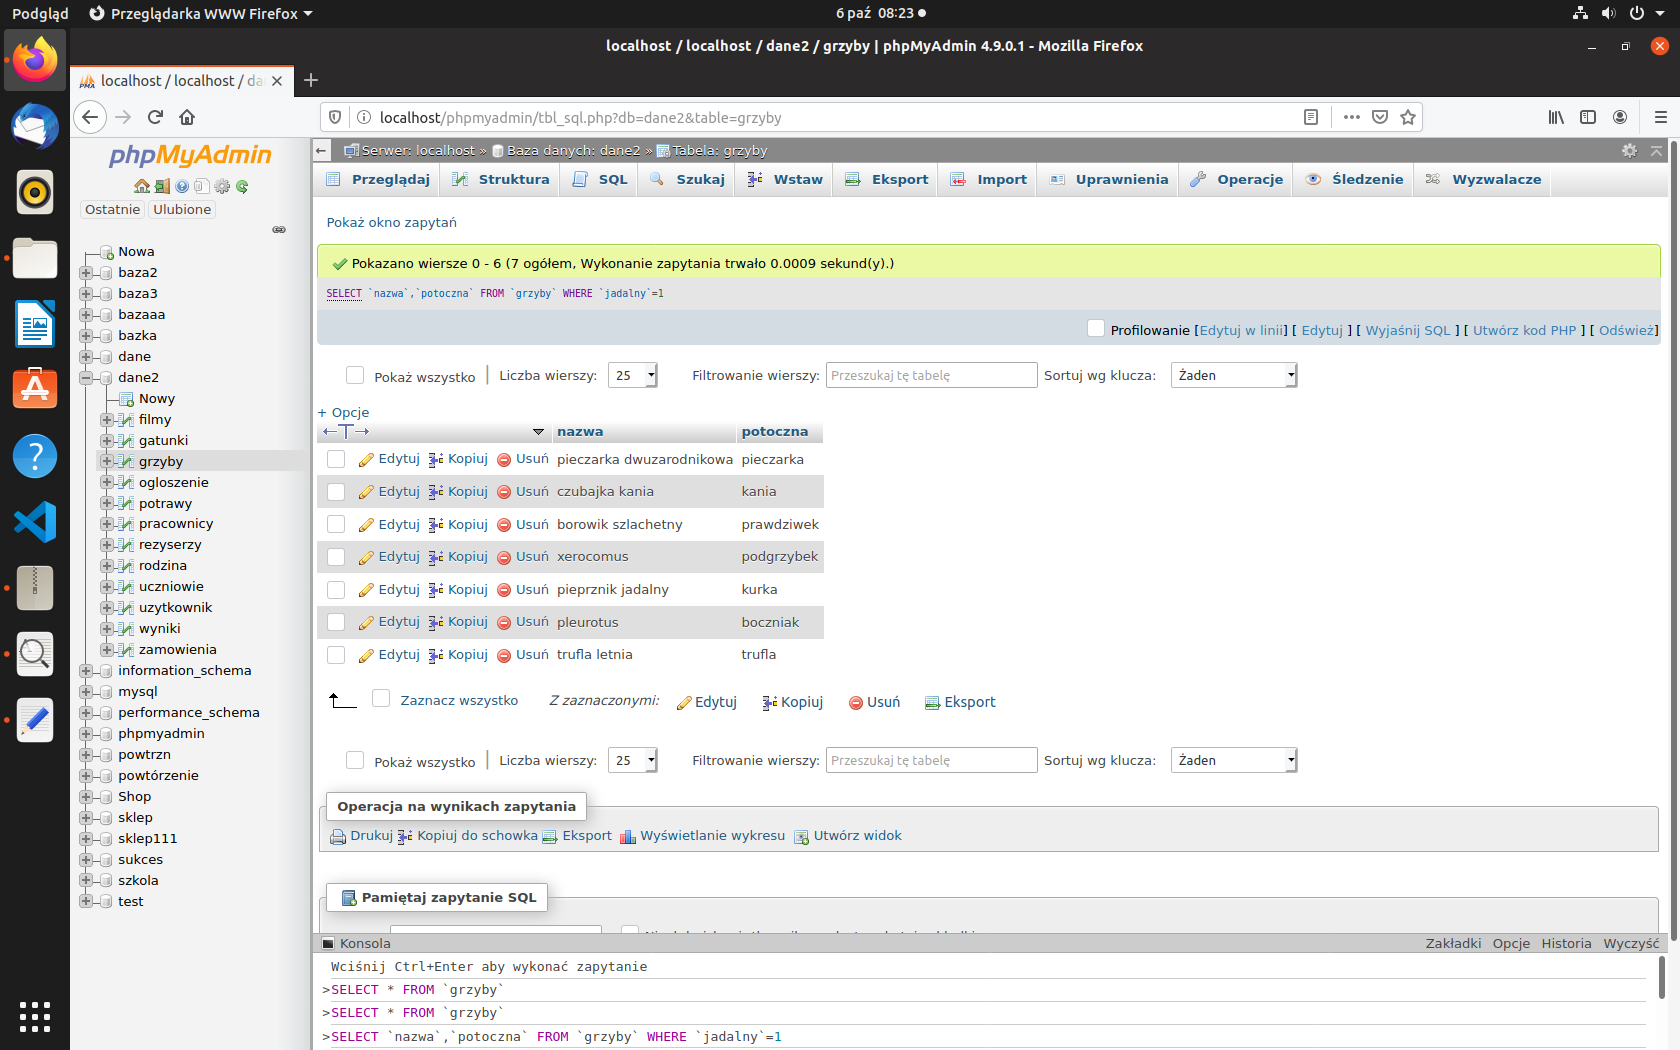 Podgląd Przeglądarka WWW Firefox 6 paź 08:23
localhost / localhost / dane2 / grzyby | phpMyAdmin 4.9.0.1 - Mozilla Firefox
localhost / localhost / da
localhost/phpmyadmin/tbl_sql.php?db=dane2&table=grzyby
phpMyAdmin
Ostatnie Ulubione
Nowa
baza2
baza3
bazaaa
bazka
dane
dane2
Nowy
filmy
gatunki
grzyby
ogloszenie
potrawy
pracownicy
rezyserzy
rodzina
uczniowie
uzytkownik
wyniki
zamowienia
information_schema
mysql
performance_schema
phpmyadmin
powtrzn
powtórzenie
Shop
sklep
sklep111
sukces
szkola
test
Serwer: localhost » Baza danych: dane2 » Tabela: grzyby
Przeglądaj Struktura SQL Szukaj Wstaw Eksport Import Uprawnienia Operacje Śledzenie Wyzwalacze
Pokaż okno zapytań
Pokazano wiersze 0 - 6 (7 ogółem, Wykonanie zapytania trwało 0.0009 sekund(y).)
SELECT `nazwa`,`potoczna` FROM `grzyby` WHERE `jadalny`=1
Profilowanie [Edytuj w linii] [ Edytuj ] [ Wyjaśnij SQL ] [ Utwórz kod PHP ] [ Odśwież]
Pokaż wszystko | Liczba wierszy: 25 Filtrowanie wierszy: Przeszukaj tę tabelę Sortuj wg klucza: Żaden
+ Opcje
←T→ nazwa potoczna
Edytuj Kopiuj Usuń pieczarka dwuzarodnikowa pieczarka
Edytuj Kopiuj Usuń czubajka kania kania
Edytuj Kopiuj Usuń borowik szlachetny prawdziwek
Edytuj Kopiuj Usuń xerocomus podgrzybek
Edytuj Kopiuj Usuń pieprznik jadalny kurka
Edytuj Kopiuj Usuń pleurotus boczniak
Edytuj Kopiuj Usuń trufla letnia trufla
Zaznacz wszystko Z zaznaczonymi: Edytuj Kopiuj Usuń Eksport
Pokaż wszystko | Liczba wierszy: 25 Filtrowanie wierszy: Przeszukaj tę tabelę Sortuj wg klucza: Żaden
Operacja na wynikach zapytania
Drukuj Kopiuj do schowka Eksport Wyświetlanie wykresu Utwórz widok
Pamiętaj zapytanie SQL
Konsola Zakładki Opcje Historia Wyczyść
Wciśnij Ctrl+Enter aby wykonać zapytanie
>SELECT * FROM `grzyby`
>SELECT * FROM `grzyby`
>SELECT `nazwa`,`potoczna` FROM `grzyby` WHERE `jadalny`=1